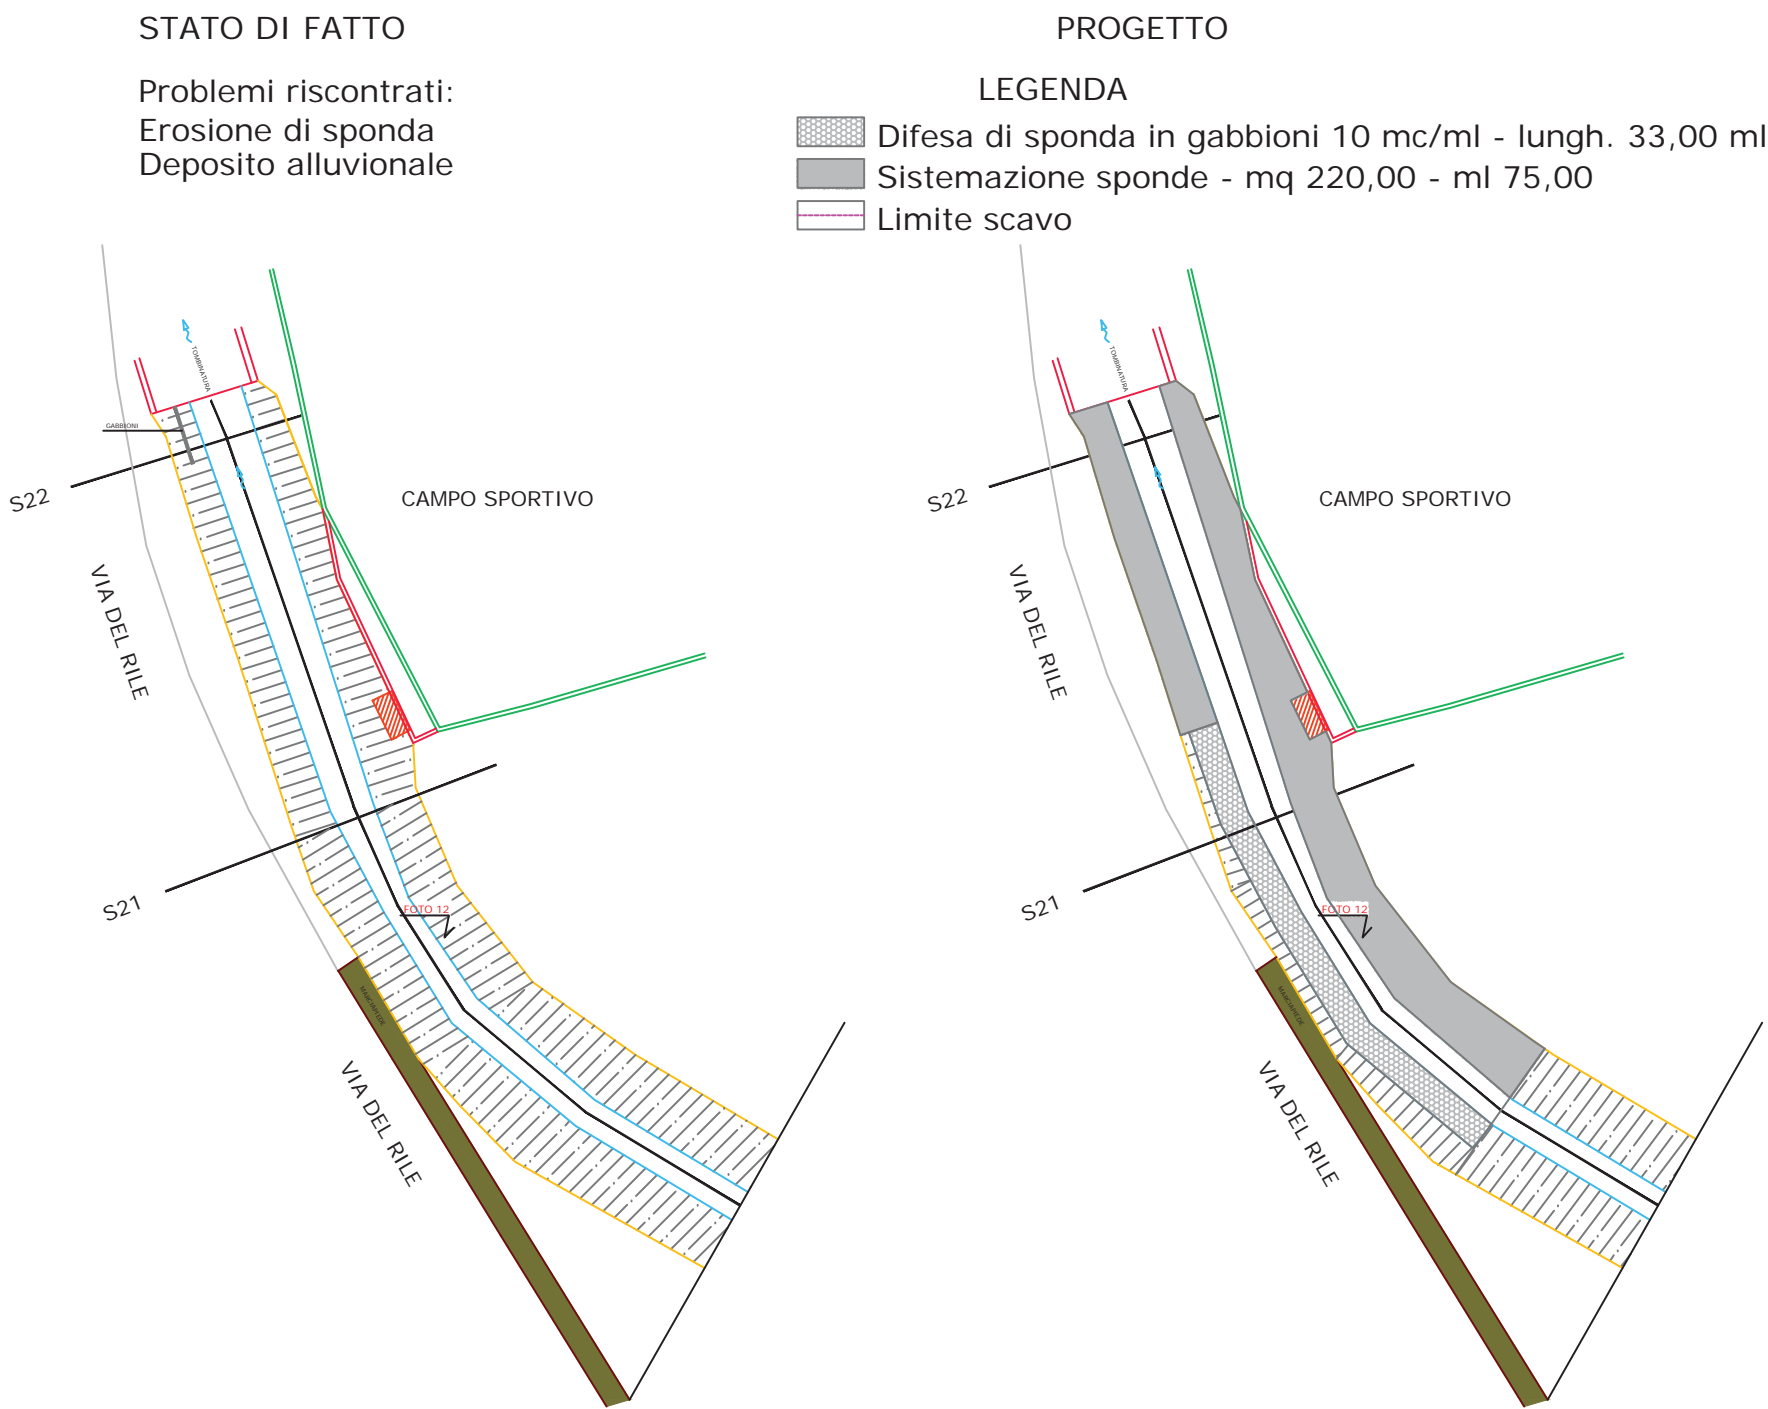 STATO DI FATTO
Problemi riscontrati:
Erosione di sponda
Deposito alluvionale
TOMBINATURA
GABBIONI
S22
CAMPO SPORTIVO
VIA DEL RILE
S21
FOTO 12
MARCIAPIEDE
VIA DEL RILE
PROGETTO
LEGENDA
Difesa di sponda in gabbioni 10 mc/ml - lungh. 33,00 ml
Sistemazione sponde - mq 220,00 - ml 75,00
Limite scavo
TOMBINATURA
S22
CAMPO SPORTIVO
VIA DEL RILE
S21
FOTO 12
MARCIAPIEDE
VIA DEL RILE